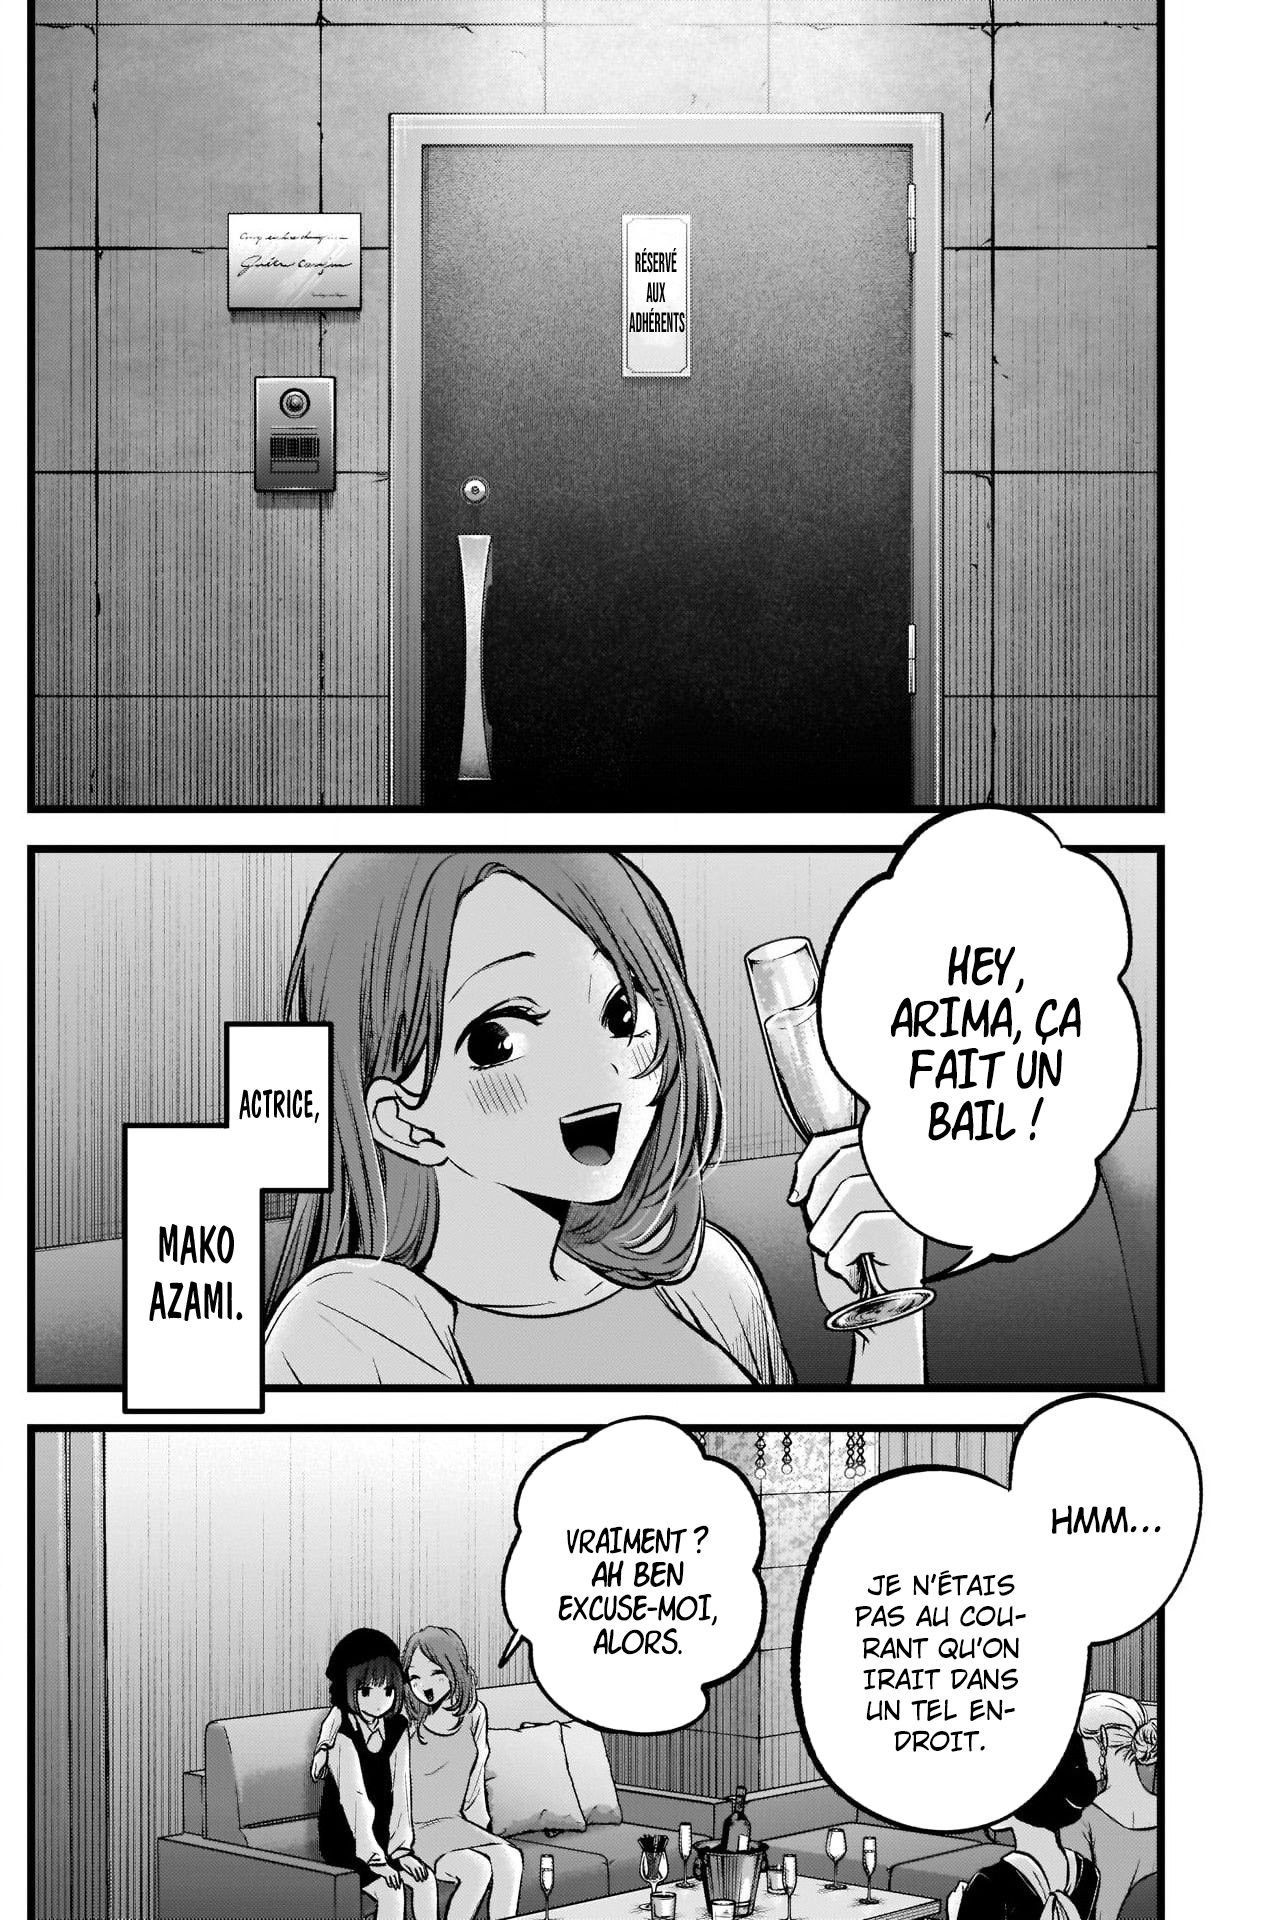 RÉSERVÉ
AUX
ADHÉRENTS
HEY,
ARIMA, ÇA
FAIT UN
BAIL !
ACTRICE,
MAKO
AZAMI.
HMM...
JE N'ÉTAIS
PAS AU COU-
RANT QU'ON
IRAIT DANS
UN TEL EN-
DROIT.
VRAIMENT ?
AH BEN
EXCUSE-MOI,
ALORS.